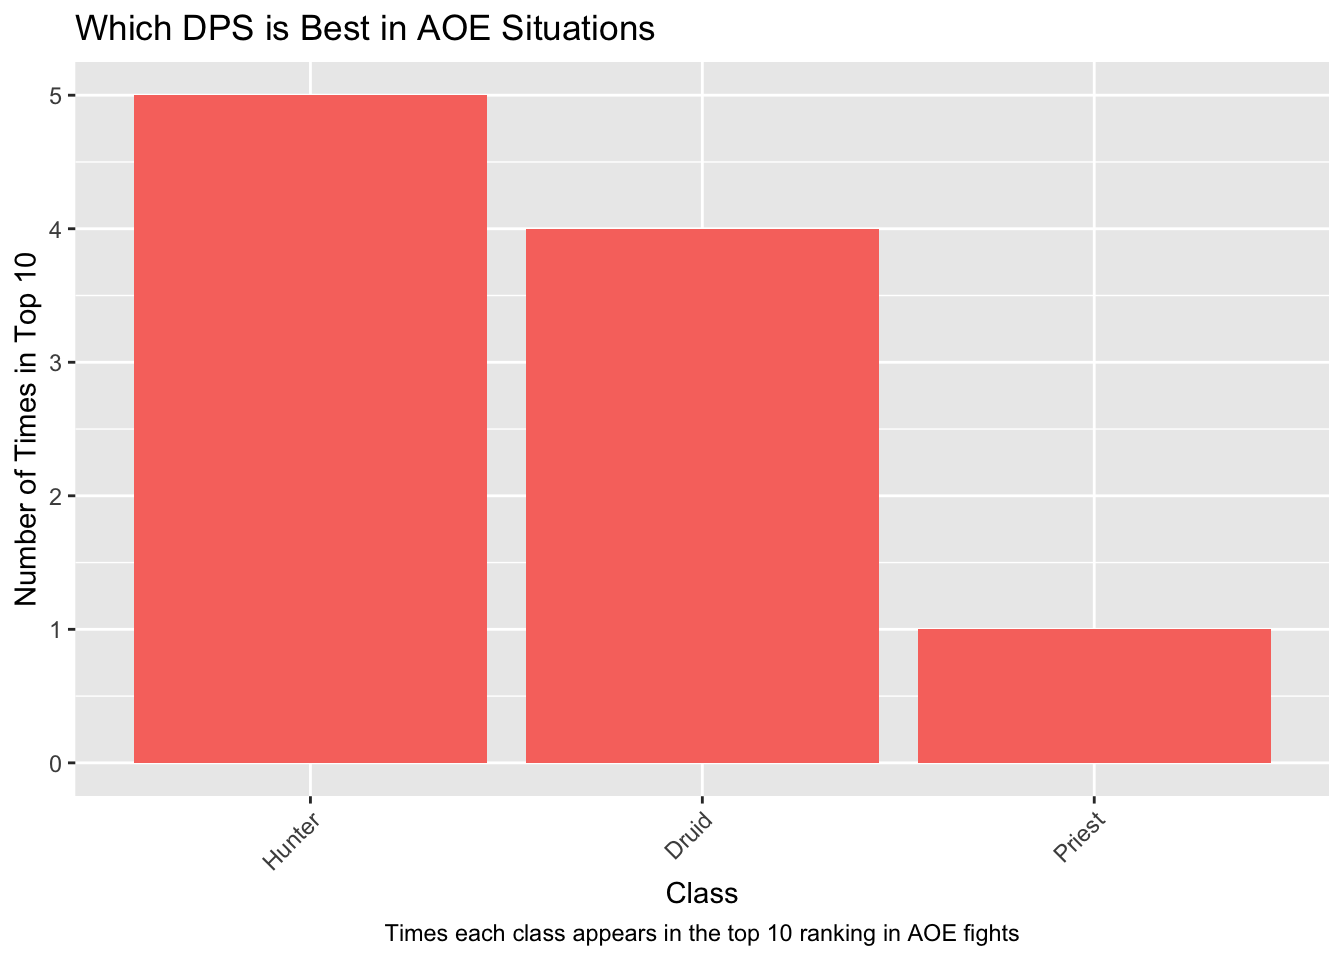 Which DPS is Best in AOE Situations
Number of Times in Top 10
5
4
3
2
1
0
Hunter
Druid
Priest
Class
Times each class appears in the top 10 ranking in AOE fights